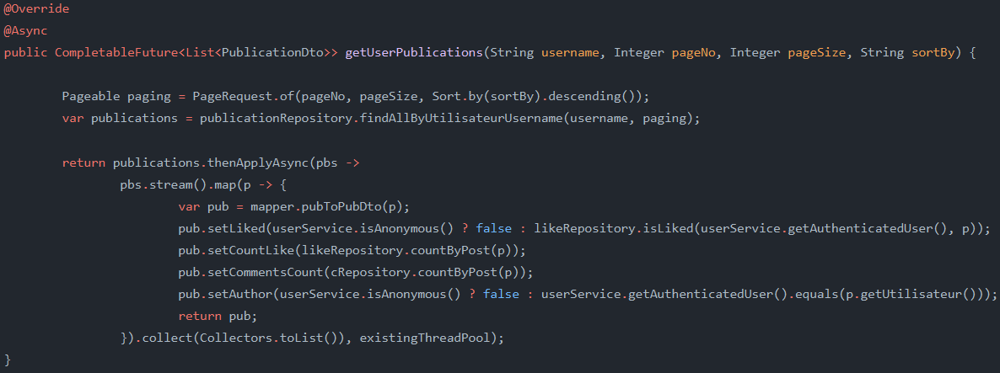 @Override
@Async
public CompletableFuture<List<PublicationDto>> getUserPublications(String username, Integer pageNo, Integer pageSize, String sortBy) {
Pageable paging = PageRequest.of(pageNo, pageSize, Sort.by(sortBy).descending());
var publications = publicationRepository.findAllByUtilisateurUsername(username, paging);
return publications.thenApplyAsync(pbs ->
pbs.stream().map(p -> {
var pub = mapper.pubToPubDto(p);
pub.setLiked(userService.isAnonymous() ? false : likeRepository.isLiked(userService.getAuthenticatedUser(), p));
pub.setCountLike(likeRepository.countByPost(p));
pub.setCommentsCount(cRepository.countByPost(p));
pub.setAuthor(userService.isAnonymous() ? false : userService.getAuthenticatedUser().equals(p.getUtilisateur()));
return pub;
}).collect(Collectors.toList()), existingThreadPool);
}